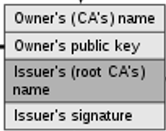 Owner's (CA's) name
Owner's public key
Issuer's (root CA's)
name
Issuer's signature